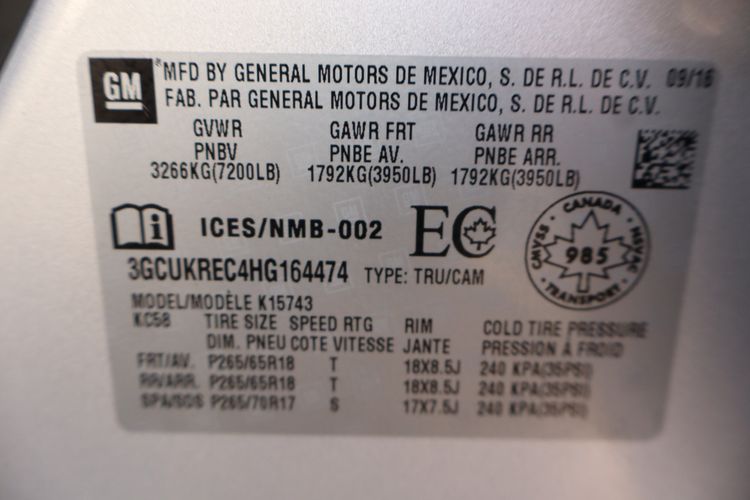 GM
MFD BY GENERAL MOTORS DE MEXICO, S. DE R.L. DE C.V. 09/16
FAB. PAR GENERAL MOTORS DE MEXICO, S. DE R.L. DE C.V.
GVWR GAWR FRT GAWR RR
PNBV PNBE AV. PNBE ARR.
3266KG(7200LB) 1792KG(3950LB) 1792KG(3950LB)
i ICES/NMB-002 EC
CANADA
CMVSS 985 NSVAC
TRANSPORT
3GCUKREC4HG164474 TYPE: TRU/CAM
MODEL/MODÈLE K15743
KC58 TIRE SIZE SPEED RTG RIM COLD TIRE PRESSURE
DIM. PNEU COTE VITESSE JANTE PRESSION À FROID
FRT/AV. P265/65R18 T 18X8.5J 240 KPA(35PSI)
RR/ARR. P265/65R18 T 18X8.5J 240 KPA(35PSI)
SPA/SOS P265/70R17 S 17X7.5J 240 KPA(35PSI)